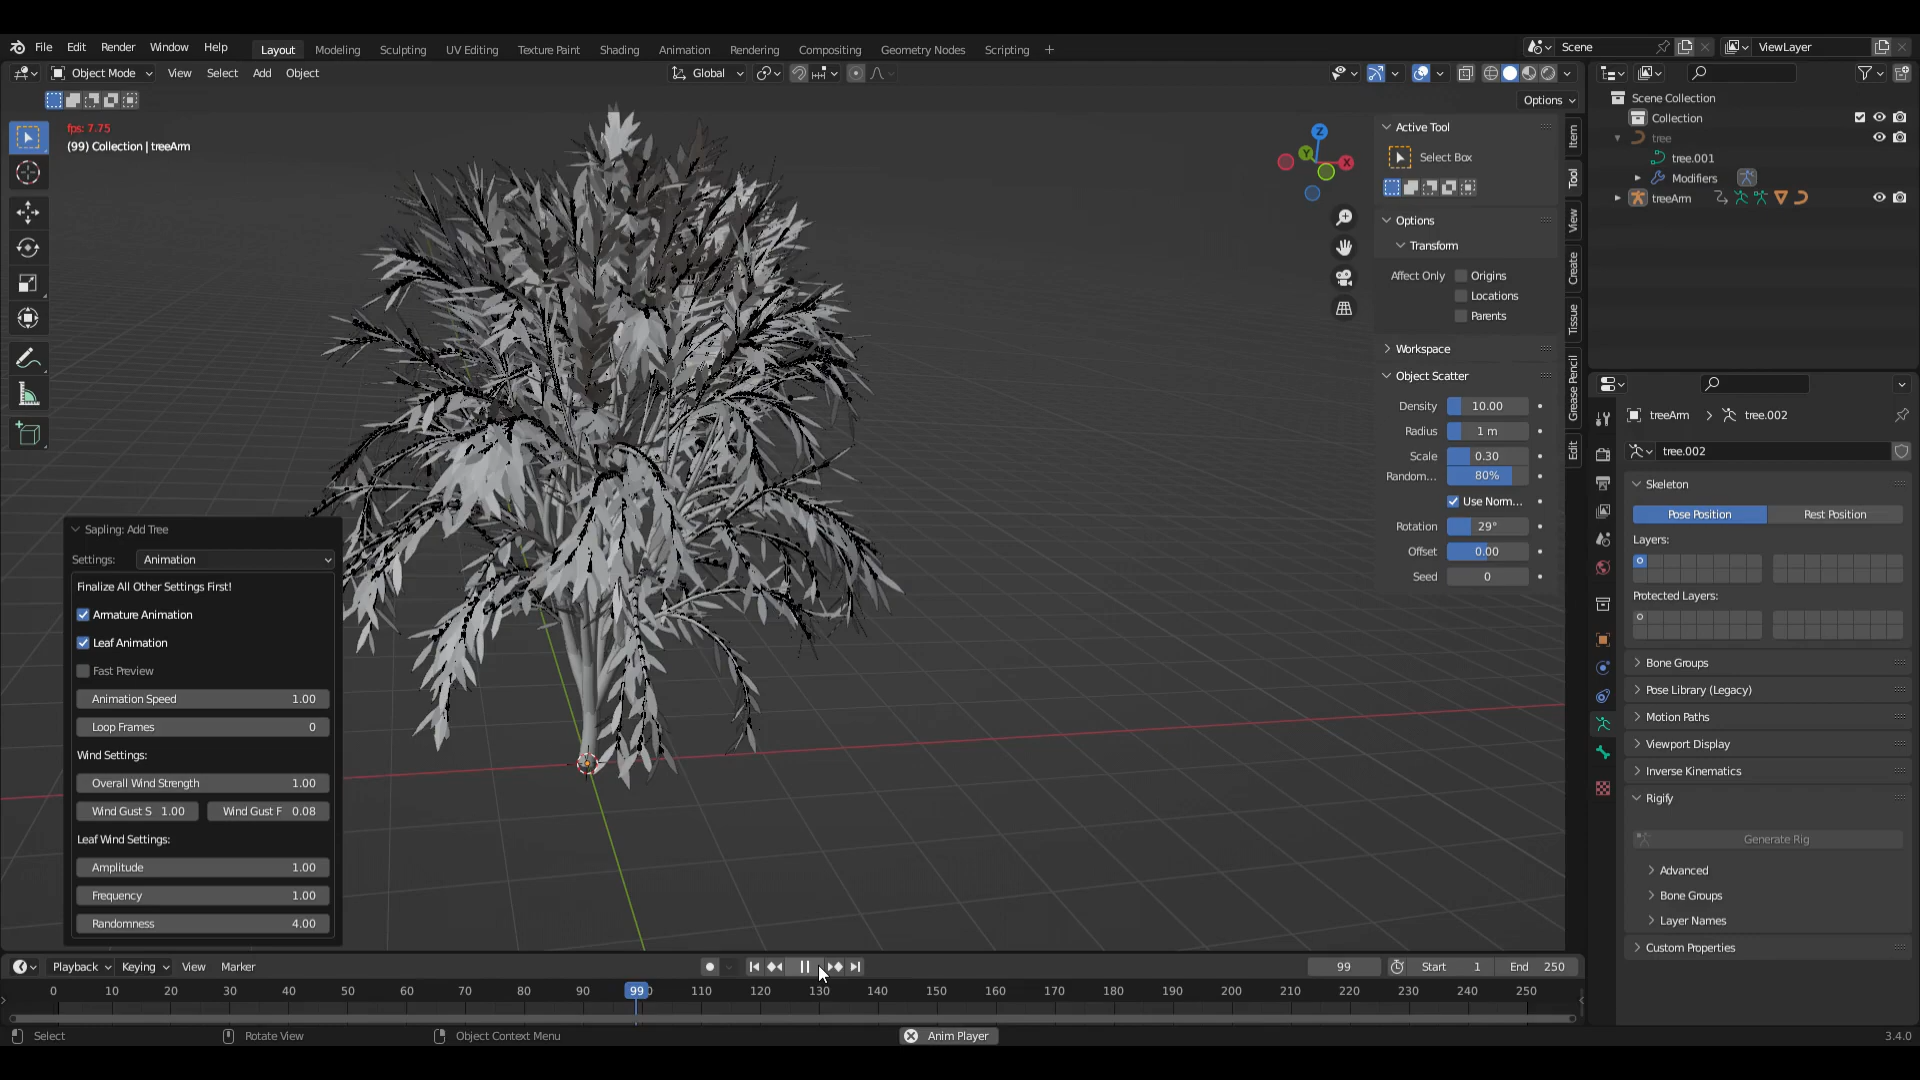 File Edit Render Window Help Layout Modeling Sculpting UV Editing Texture Paint Shading Animation Rendering Compositing Geometry Nodes Scripting + Scene ViewLayer
Object Mode View Select Add Object Global
Options
fps: 7.75
(99) Collection | treeArm
Z
Y
X
Active Tool
Select Box
Options
Transform
Affect Only Origins
Locations
Parents
Workspace
Object Scatter
Density 10.00
Radius 1 m
Scale 0.30
Random... 80%
Use Norm...
Rotation 29°
Offset 0.00
Seed 0
Item
Tool
View
Create
Tissue
Grease Pencil
Edit
Scene Collection
Collection
tree
tree.001
Modifiers
treeArm
treeArm > tree.002
tree.002
Skeleton
Pose Position Rest Position
Layers:
Protected Layers:
Bone Groups
Pose Library (Legacy)
Motion Paths
Viewport Display
Inverse Kinematics
Rigify
Generate Rig
Advanced
Bone Groups
Layer Names
Custom Properties
Sapling: Add Tree
Settings: Animation
Finalize All Other Settings First!
Armature Animation
Leaf Animation
Fast Preview
Animation Speed 1.00
Loop Frames 0
Wind Settings:
Overall Wind Strength 1.00
Wind Gust S 1.00 Wind Gust F 0.08
Leaf Wind Settings:
Amplitude 1.00
Frequency 1.00
Randomness 4.00
Playback Keying View Marker 99 Start 1 End 250
0 10 20 30 40 50 60 70 80 90 99 110 120 130 140 150 160 170 180 190 200 210 220 230 240 250
Select Rotate View Object Context Menu Anim Player 3.4.0